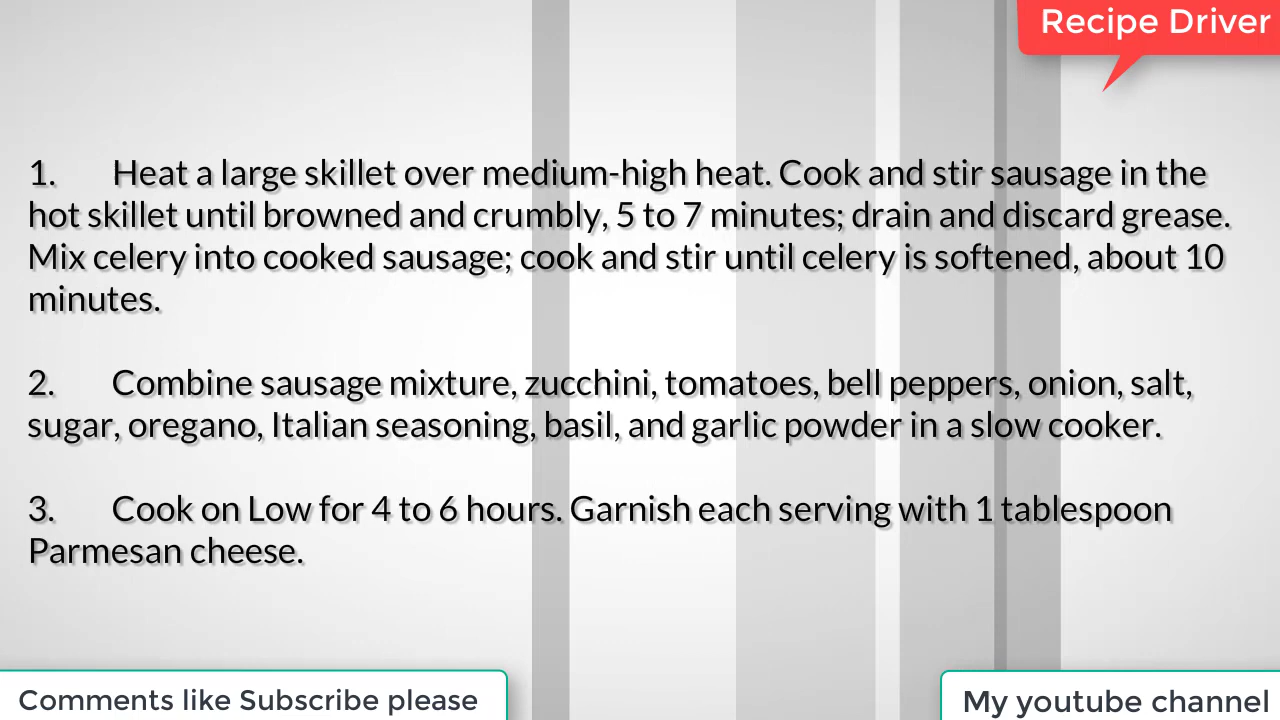 Recipe Driver
1. Heat a large skillet over medium-high heat. Cook and stir sausage in the
hot skillet until browned and crumbly, 5 to 7 minutes; drain and discard grease.
Mix celery into cooked sausage; cook and stir until celery is softened, about 10
minutes.
2. Combine sausage mixture, zucchini, tomatoes, bell peppers, onion, salt,
sugar, oregano, Italian seasoning, basil, and garlic powder in a slow cooker.
3. Cook on Low for 4 to 6 hours. Garnish each serving with 1 tablespoon
Parmesan cheese.
Comments like Subscribe please
My youtube channel